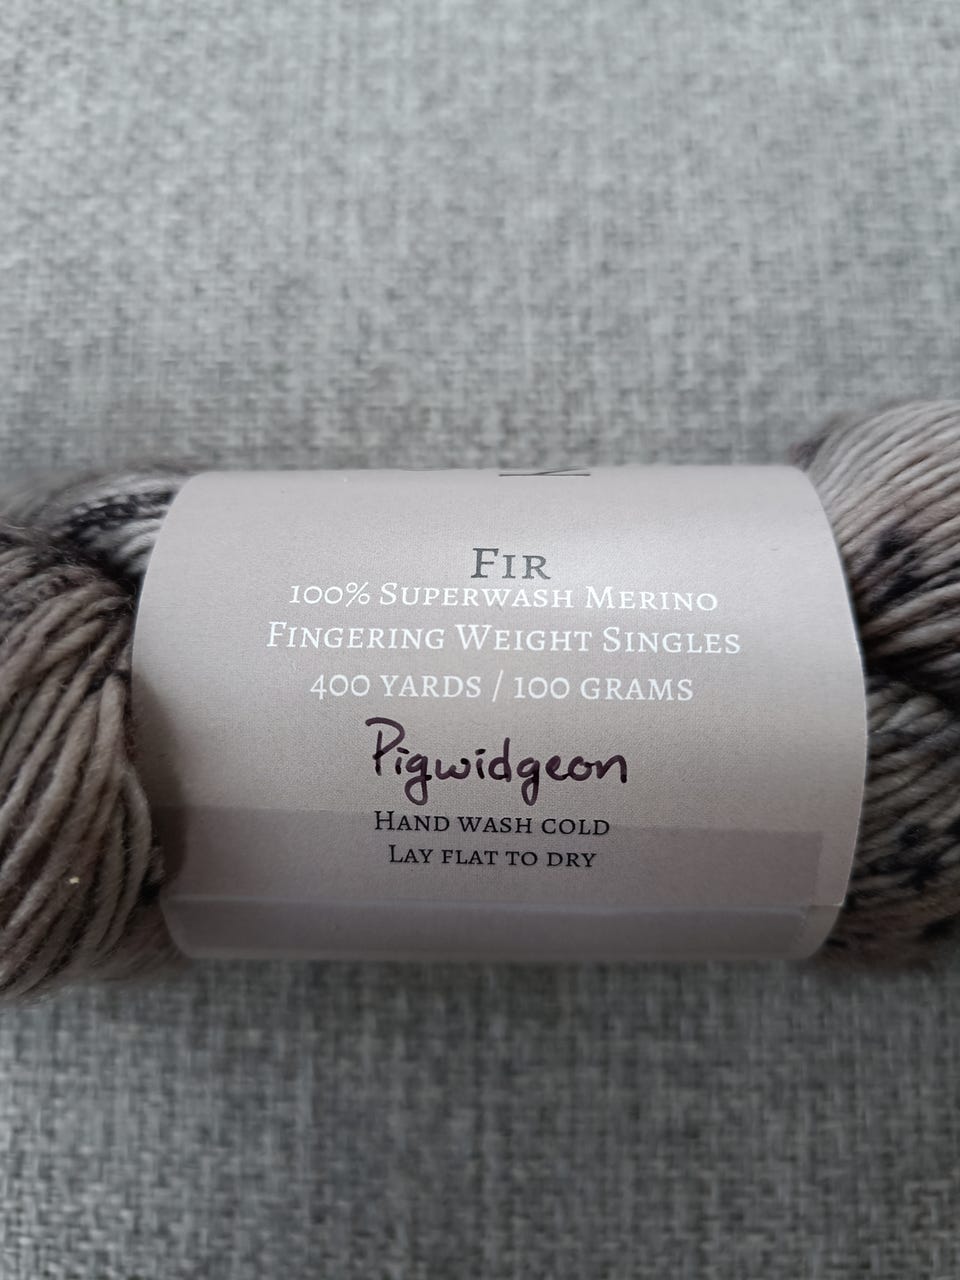 Fir
100% Superwash Merino
Fingering Weight Singles
400 yards / 100 grams
Pigwidgeon
Hand wash cold
Lay flat to dry